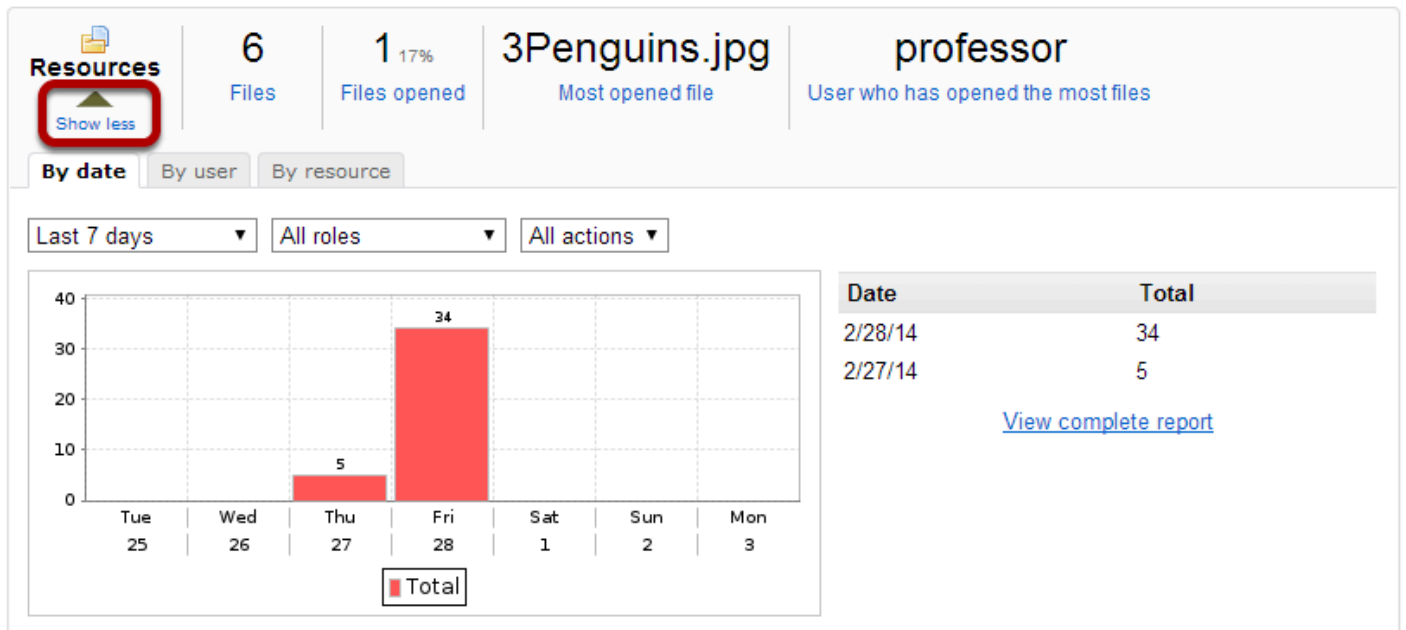 Resources
Show less
6
Files
1 17%
Files opened
3Penguins.jpg
Most opened file
professor
User who has opened the most files
By date By user By resource
Last 7 days All roles All actions
40
30
20
10
0
5
34
Tue Wed Thu Fri Sat Sun Mon
25 26 27 28 1 2 3
Total
Date Total
2/28/14 34
2/27/14 5
View complete report